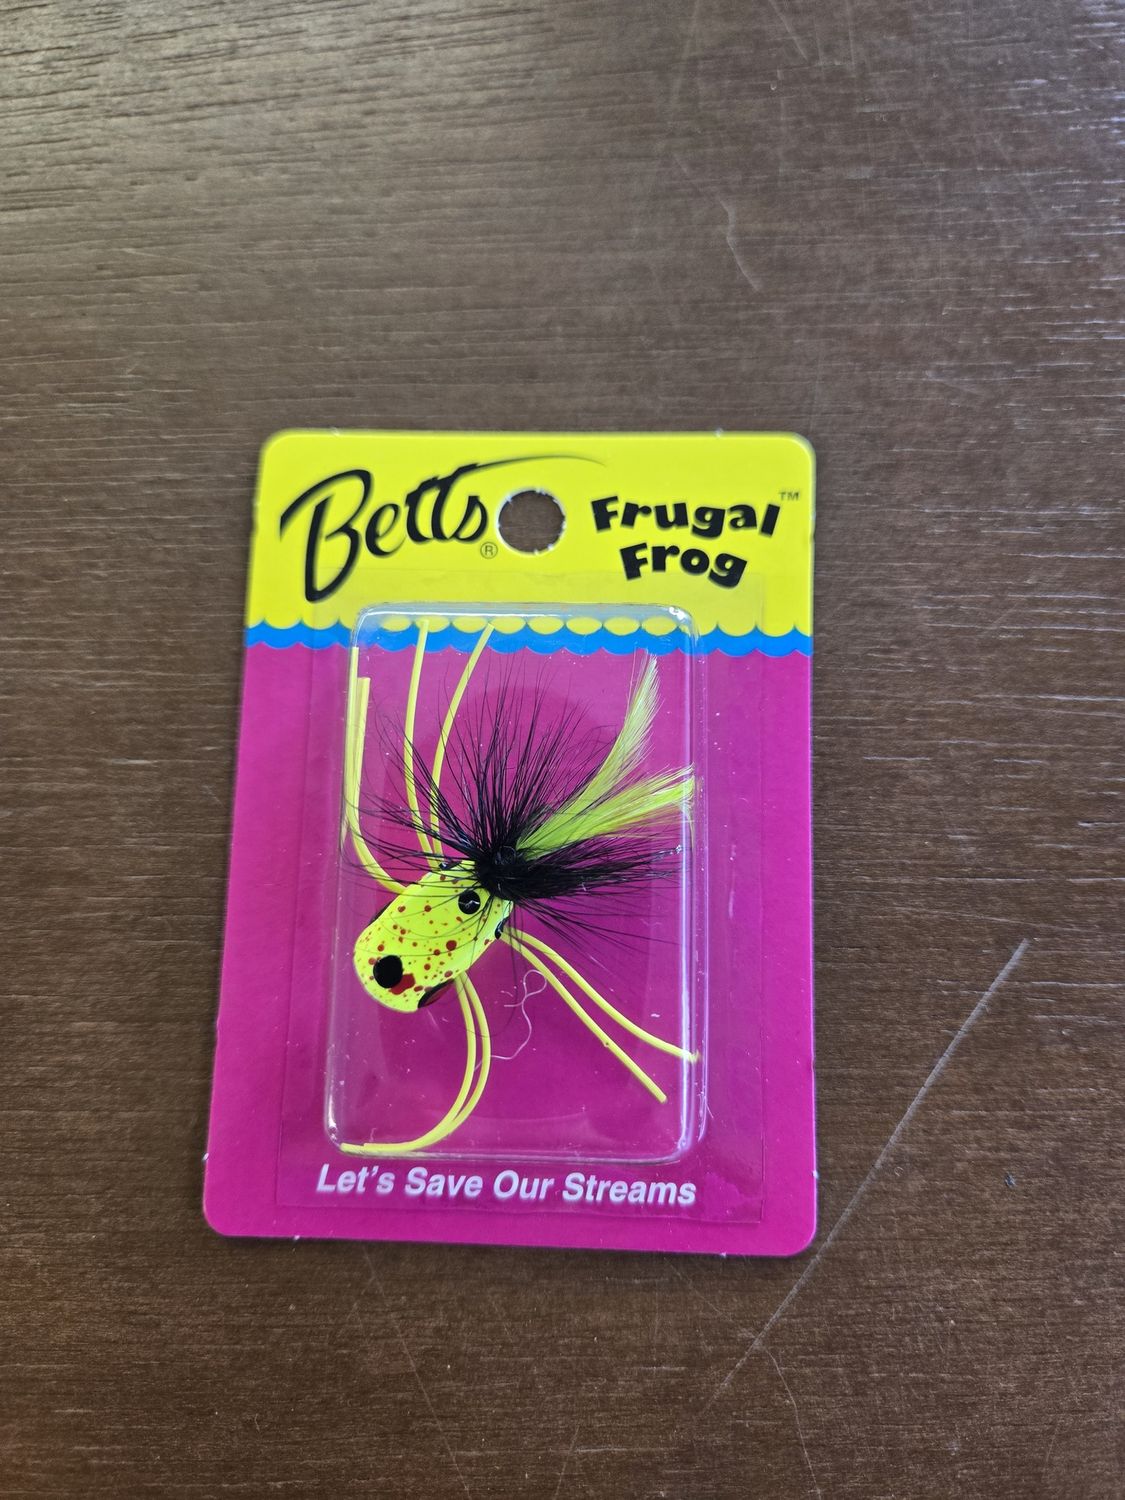 Betts®
Frugal™
Frog
Let's Save Our Streams